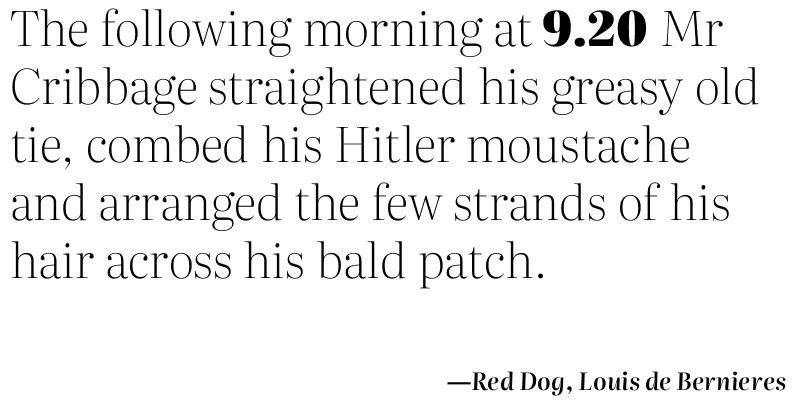 The following morning at 9.20 Mr
Cribbage straightened his greasy old
tie, combed his Hitler moustache
and arranged the few strands of his
hair across his bald patch.
—Red Dog, Louis de Bernieres